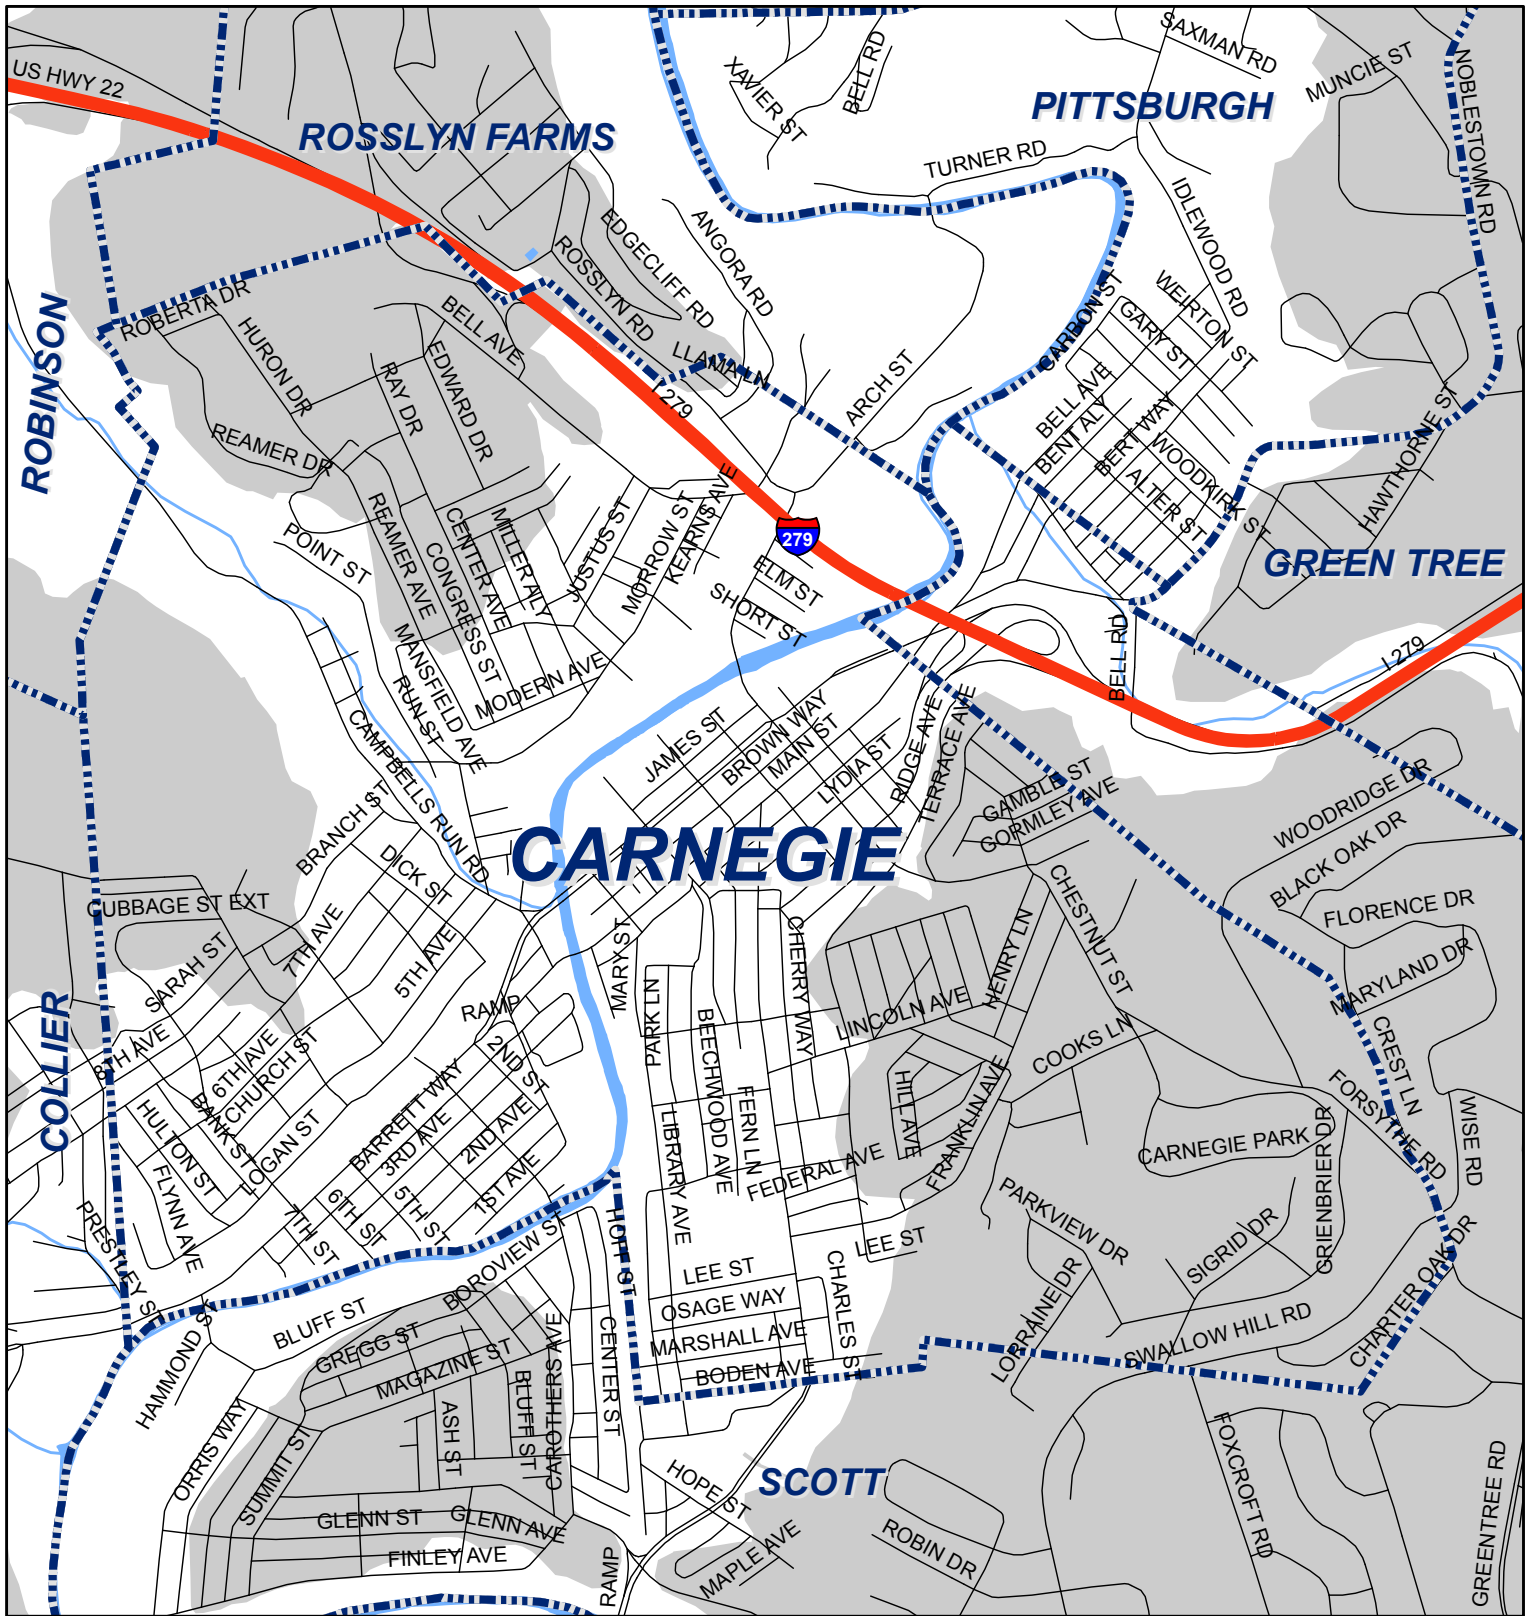 US HWY 22
ROSSLYN FARMS
XAVIER ST
BELL RD
SAXMAN RD
PITTSBURGH
MUNCIE ST
NOBLESTOWN RD
TURNER RD
IDLEWOOD RD
EDGECLIFF RD
ANGORA RD
ROSSLYN RD
ROBERTA DR
HURON DR
BELL AVE
LLAMA LN
I 279
ARCH ST
CARBON ST
GARY ST
WEIRTON ST
ROBINSON
RAY DR
EDWARD DR
REAMER DR
BELL AVE
BENT ALY
BERT WAY
WOODKIRK ST
ALTER ST
HAWTHORNE ST
GREEN TREE
POINT ST
REAMER AVE
CENTER AVE
CONGRESS ST
MILLER ALY
JUSTUS ST
MORROW ST
KEARNS AVE
279
ELM ST
SHORT ST
BELL RD
I 279
MANSFIELD AVE
RUN ST
MODERN AVE
CAMPBELLS RUN RD
JAMES ST
BROWN WAY
MAIN ST
LYDIA ST
RIDGE AVE
TERRACE AVE
GAMBLE ST
GORMLEY AVE
WOODRIDGE DR
BLACK OAK DR
FLORENCE DR
MARYLAND DR
CARNEGIE
BRANCH ST
DICK ST
CUBBAGE ST EXT
7TH AVE
SARAH ST
5TH AVE
MARY ST
CHERRY WAY
CHESTNUT ST
HENRY LN
COLLIER
8TH AVE
6TH AVE
CHURCH ST
BANK ST
RAMP
2ND ST
PARK LN
BEECHWOOD AVE
LINCOLN AVE
COOKS LN
CREST LN
FORSYTHE RD
WISE RD
HULTON ST
FLYNN AVE
LOGAN ST
BARRETT WAY
3RD AVE
2ND AVE
1ST AVE
LIBRARY AVE
FERN LN
FEDERAL AVE
HILL AVE
FRANKLIN AVE
CARNEGIE PARK
GRIENBRIER DR
PRESTLEY ST
7TH ST
6TH ST
5TH ST
HOPE ST
LEE ST
LEE ST
PARKVIEW DR
SIGRID DR
CHARTER OAK DR
HAMMOND ST
BLUFF ST
BOROVIEW ST
OSAGE WAY
MARSHALL AVE
BODEN AVE
CHARLES ST
LORRAINE DR
SWALLOW HILL RD
GREGG ST
MAGAZINE ST
CAROTHERS AVE
CENTER ST
ORRIS WAY
SUMMIT ST
ASH ST
BLUFF ST
SCOTT
HOPE ST
FOXCROFT RD
GREENTREE RD
GLENN ST
GLENN AVE
FINLEY AVE
RAMP
MAPLE AVE
ROBIN DR